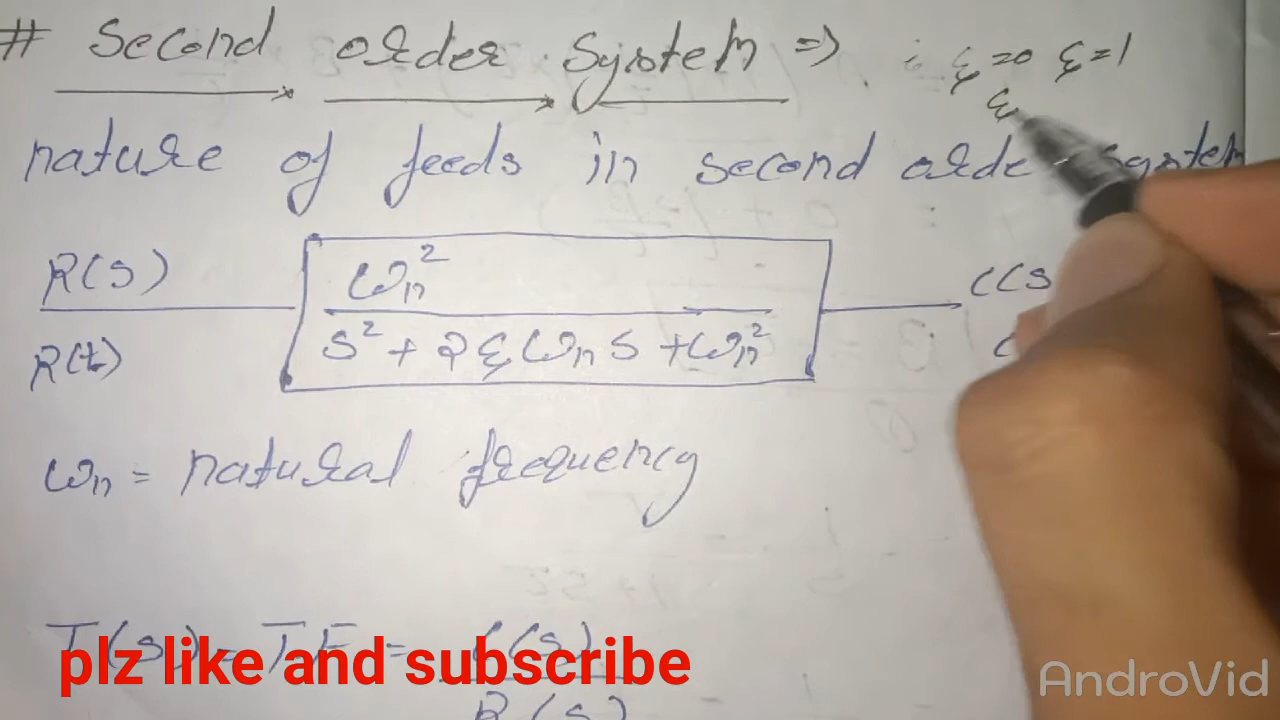 # Second order System ⇒ ξ=0 ξ=1
ξ
nature of feeds in second orde System
R(s)
ωn²
C(s
R(t)
s² + 2ξωn s + ωn²
C
ωn = natural frequency
T(s) = T.F = C(s)
R(s)
plz like and subscribe
AndroVid